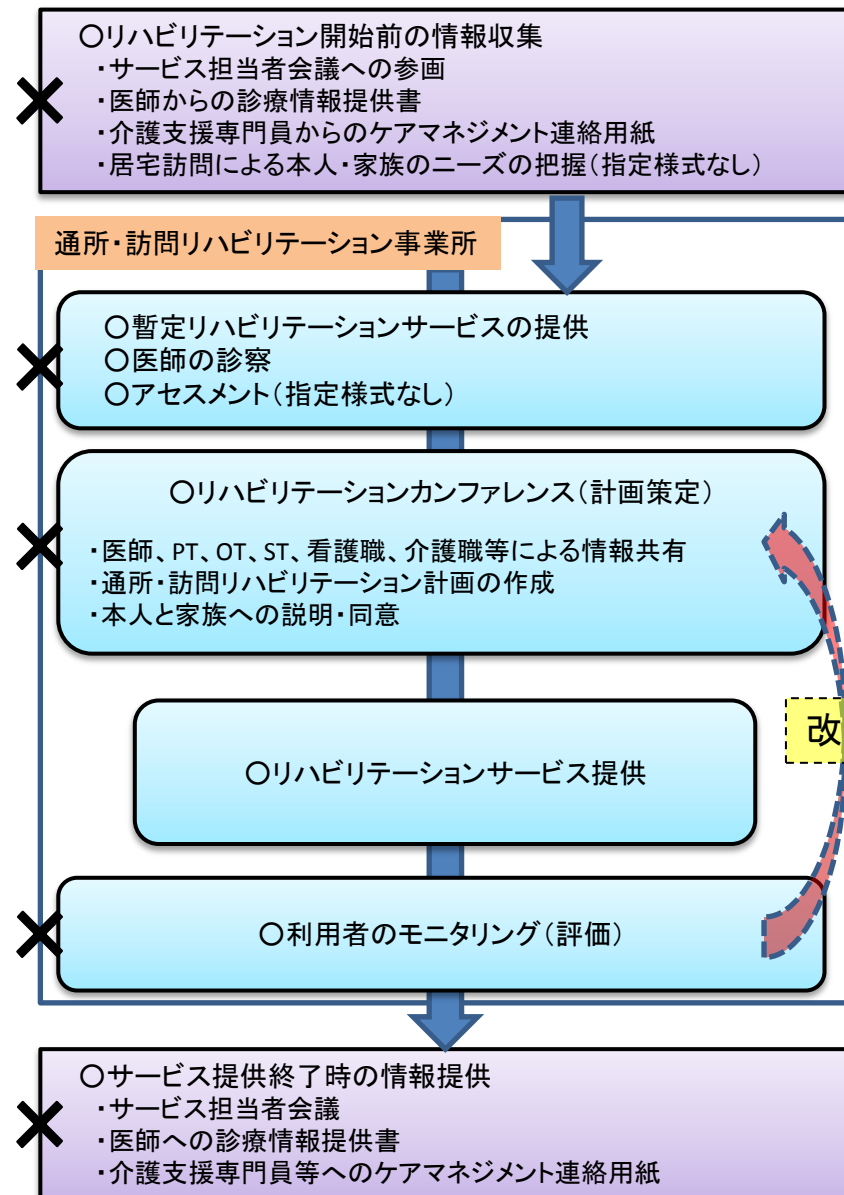 ○リハビリテーション開始前の情報収集
・サービス担当者会議への参画
・医師からの診療情報提供書
・介護支援専門員からのケアマネジメント連絡用紙
・居宅訪問による本人・家族のニーズの把握（指定様式なし）
通所・訪問リハビリテーション事業所
○暫定リハビリテーションサービスの提供
○医師の診察
○アセスメント（指定様式なし）
○リハビリテーションカンファレンス（計画策定）
・医師、PT、OT、ST、看護職、介護職等による情報共有
・通所・訪問リハビリテーション計画の作成
・本人と家族への説明・同意
改
○リハビリテーションサービス提供
○利用者のモニタリング（評価）
○サービス提供終了時の情報提供
・サービス担当者会議
・医師への診療情報提供書
・介護支援専門員等へのケアマネジメント連絡用紙